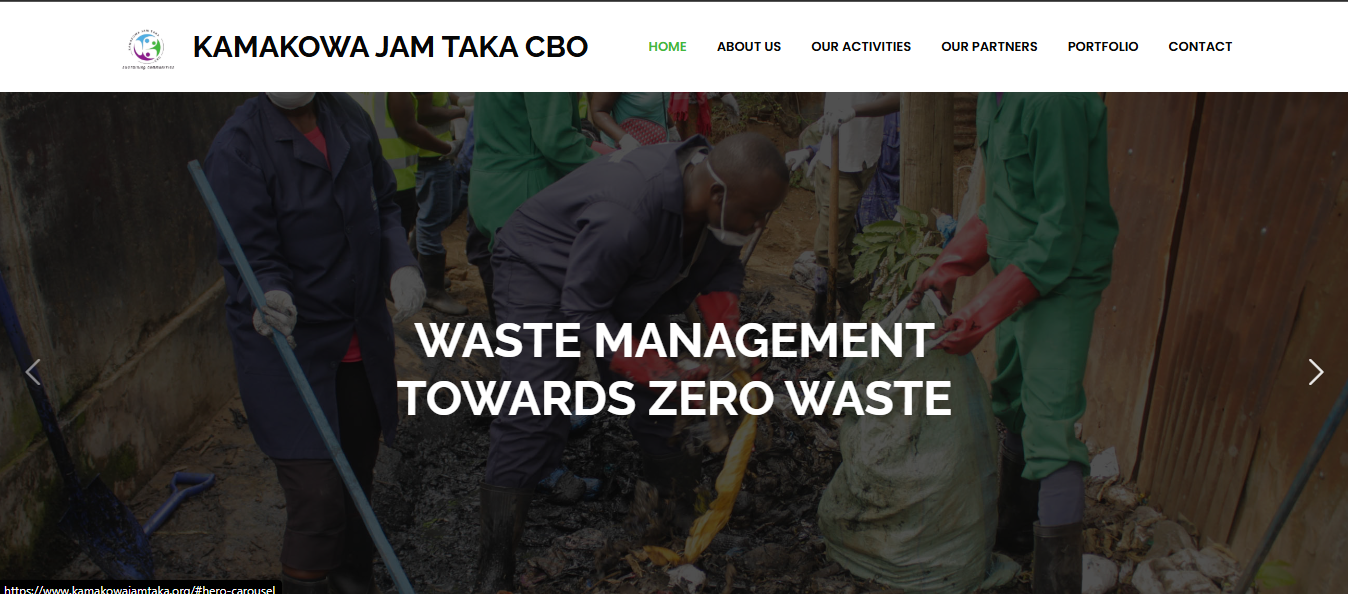 KAMAKOWA JAM TAKA CBO
HOME ABOUT US OUR ACTIVITIES OUR PARTNERS PORTFOLIO CONTACT
WASTE MANAGEMENT
TOWARDS ZERO WASTE
https://www.kamakowajamtaka.org/#hero-carousel